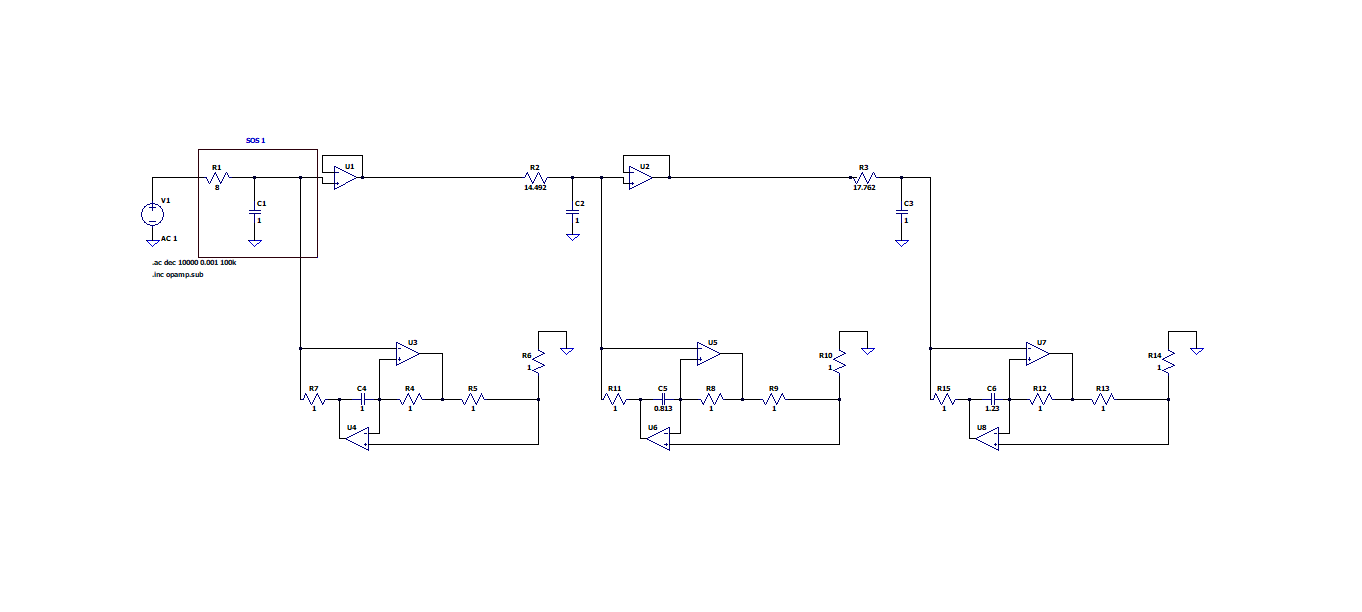 SOS 1
R1
8
C1
1
V1
AC 1
.ac dec 10000 0.001 100k
.inc opamp.sub
U1
R2
14.492
C2
1
U2
R3
17.762
C3
1
U3
R6
1
R7
1
C4
1
R4
1
R5
1
U4
U5
R10
1
R11
1
C5
0.813
R8
1
R9
1
U6
U7
R14
1
R15
1
C6
1.23
R12
1
R13
1
U8